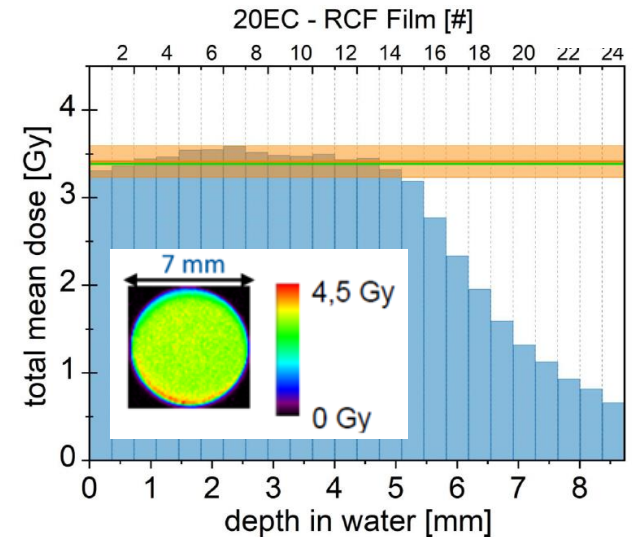 20EC - RCF Film [#]
2 4 6 8 10 12 14 16 18 20 22 24
total mean dose [Gy]
4
3
2
1
0
7 mm
4,5 Gy
0 Gy
0 1 2 3 4 5 6 7 8
depth in water [mm]